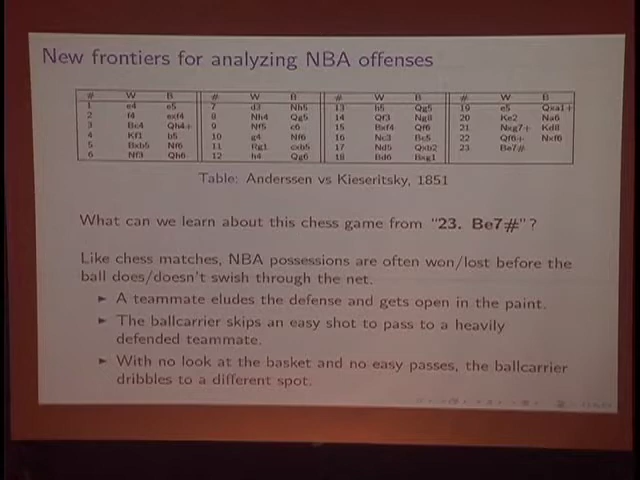 New frontiers for analyzing NBA offenses
# W B # W B # W B # W B
1 e4 e5 7 d3 Nh5 13 h5 Qg5 19 e5 Qxa1+
2 f4 exf4 8 Nh4 Qg5 14 Qf3 Ng8 20 Ke2 Na6
3 Bc4 Qh4+ 9 Nf5 c6 15 Bxf4 Qf6 21 Nxg7+ Kd8
4 Kf1 b5 10 g4 Nf6 16 Nc3 Bc5 22 Qf6+ Nxf6
5 Bxb5 Nf6 11 Rg1 cxb5 17 Nd5 Qxb2 23 Be7#
6 Nf3 Qh6 12 h4 Qg6 18 Bd6 Bxg1
Table: Anderssen vs Kieseritsky, 1851
What can we learn about this chess game from "23. Be7#"?
Like chess matches, NBA possessions are often won/lost before the
ball does/doesn't swish through the net.
► A teammate eludes the defense and gets open in the paint.
► The ballcarrier skips an easy shot to pass to a heavily
defended teammate.
► With no look at the basket and no easy passes, the ballcarrier
dribbles to a different spot.